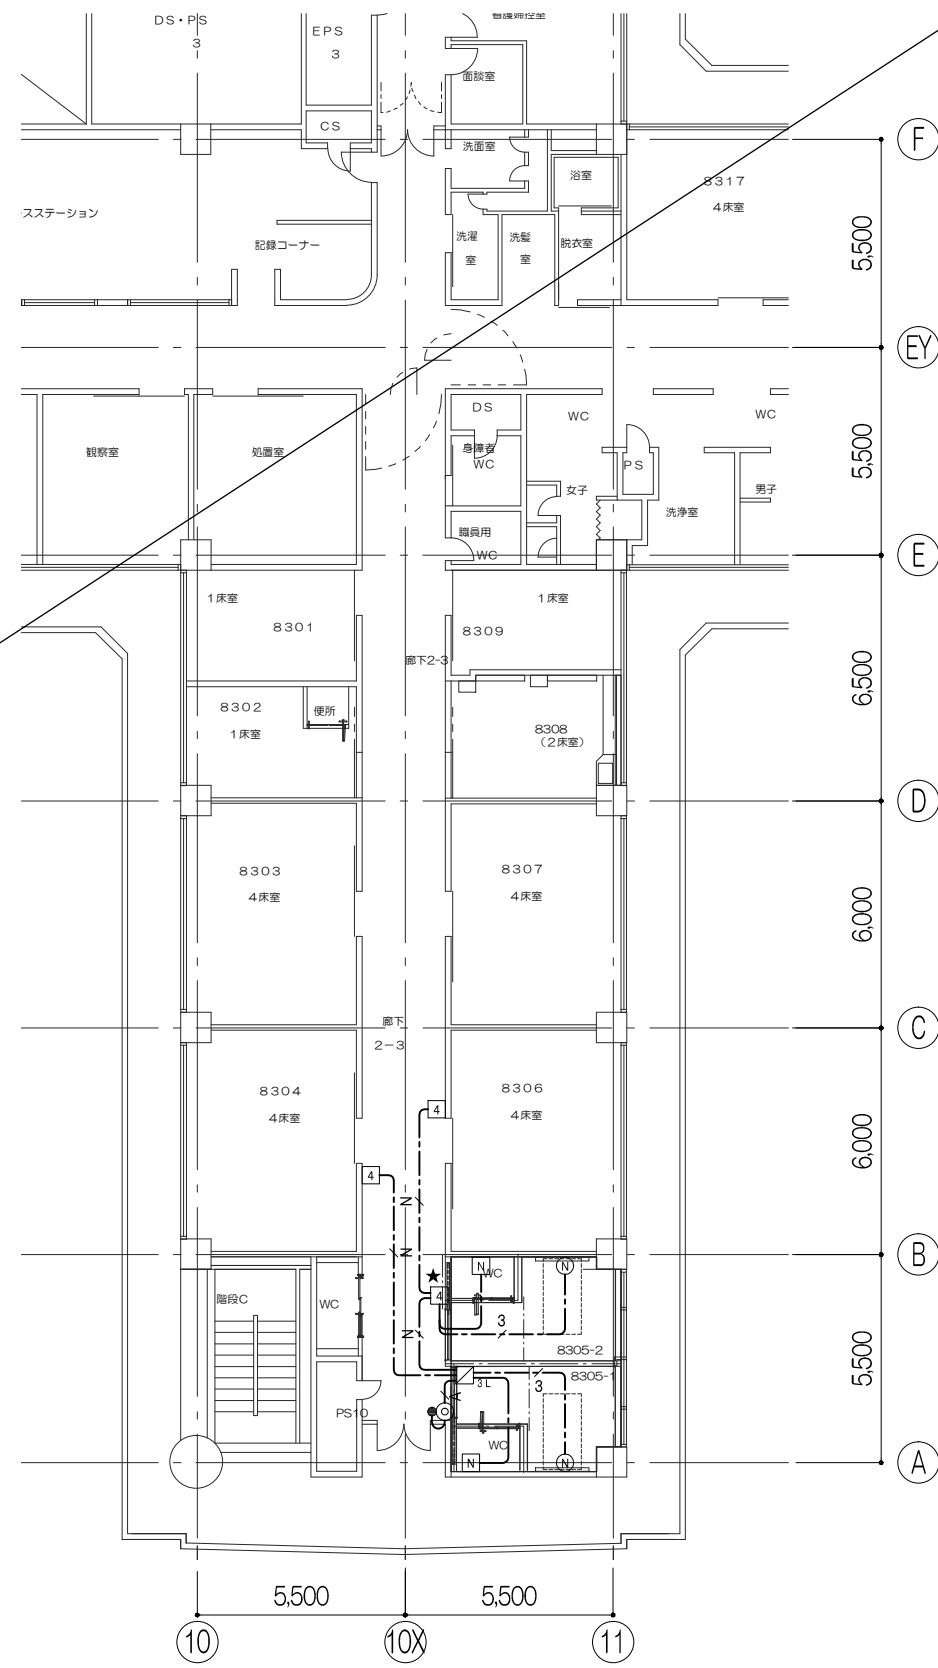 DS・PS
3
EPS
3
看護婦控室
面談室
CS
洗面室
浴室
8317
4床室
スステーション
記録コーナー
洗濯
室
洗髪
室
脱衣室
F
5,500
EY
DS
WC
WC
観察室
処置室
身障者
WC
PS
女子
男子
洗浄室
職員用
WC
5,500
E
1床室
8301
1床室
8309
廊下2-3
8302
1床室
便所
8308
(2床室)
6,500
D
8303
4床室
8307
4床室
6,000
C
廊下
2-3
8304
4床室
8306
4床室
4
4
N
N
6,000
B
★
N
WC
N
階段C
WC
4
3
N
8305-2
8305-1
3L
3
5,500
PS10
A
WC
N
N
A
5,500
5,500
10
10X
11